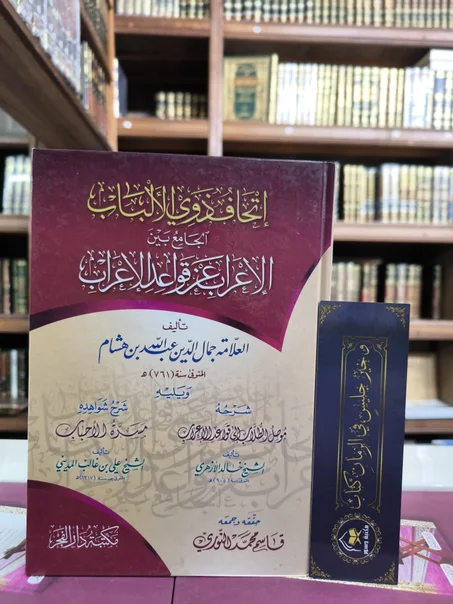 إتحاف ذوي الألباب
الجامع بين
الإعراب عن قواعد الإعراب
تأليف
العلامة جمال الدين عبد الله بن هشام
المتوفى سنة (٧٦١) هـ
ويليه
شرحه
موصل الطلاب إلى قواعد الإعراب
تأليف
الشيخ خالد الأزهري
شرح شواهده
مسرة الأحباب
تأليف
الشيخ علي بن غالب المديني
حققه وجمعه
قاسم محمد النوري
مكتبة دار الفجر
وخير جليس في الزمان كتاب